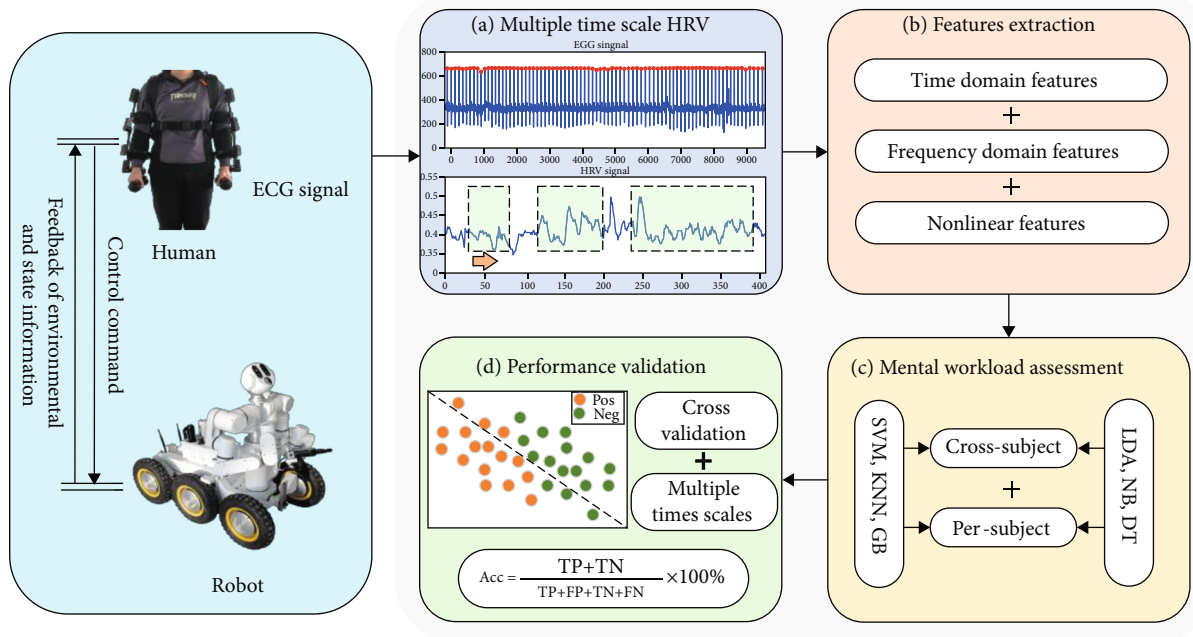 ECG signal
Human
Feedback of environmental
and state information
Control command
Robot
(a) Multiple time scale HRV
EGG singnal
800
600
400
200
0
0 1000 2000 3000 4000 5000 6000 7000 8000 9000
HRV signal
0.55
0.5
0.45
0.4
0.35
0
0 50 100 150 200 250 300 350 400
(b) Features extraction
Time domain features
+
Frequency domain features
+
Nonlinear features
(c) Mental workload assessment
SVM, KNN, GB
Cross-subject
+
Per-subject
LDA, NB, DT
(d) Performance validation
Pos
Neg
Cross
validation
+
Multiple
times scales
Acc = TP+TN
TP+FP+TN+FN
×100%